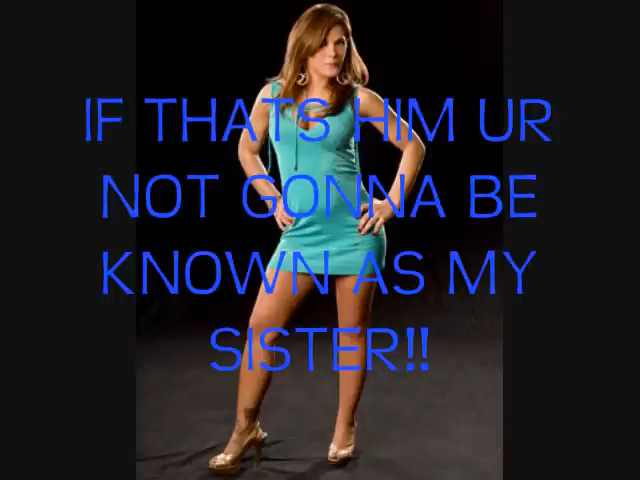 IF THATS HIM UR
NOT GONNA BE
KNOWN AS MY
SISTER!!